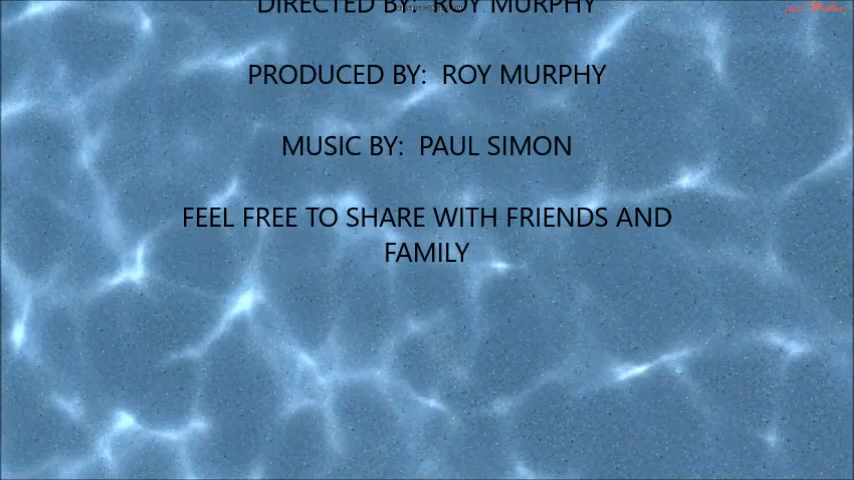 DIRECTED BY: ROY MURPHY
PRODUCED BY: ROY MURPHY
MUSIC BY: PAUL SIMON
FEEL FREE TO SHARE WITH FRIENDS AND
FAMILY